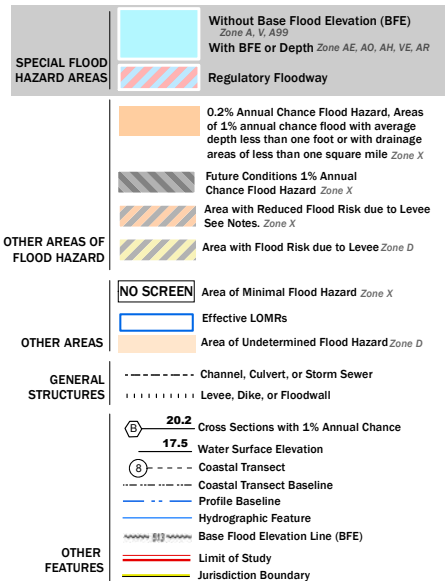 SPECIAL FLOOD
HAZARD AREAS
Without Base Flood Elevation (BFE)
Zone A, V, A99
With BFE or Depth Zone AE, AO, AH, VE, AR
Regulatory Floodway
OTHER AREAS OF
FLOOD HAZARD
0.2% Annual Chance Flood Hazard, Areas
of 1% annual chance flood with average
depth less than one foot or with drainage
areas of less than one square mile Zone X
Future Conditions 1% Annual
Chance Flood Hazard Zone X
Area with Reduced Flood Risk due to Levee
See Notes. Zone X
Area with Flood Risk due to Levee Zone D
OTHER AREAS
NO SCREEN Area of Minimal Flood Hazard Zone X
Effective LOMRs
Area of Undetermined Flood Hazard Zone D
GENERAL
STRUCTURES
Channel, Culvert, or Storm Sewer
Levee, Dike, or Floodwall
OTHER
FEATURES
B 20.2 Cross Sections with 1% Annual Chance
17.5 Water Surface Elevation
8 Coastal Transect
Coastal Transect Baseline
Profile Baseline
Hydrographic Feature
513 Base Flood Elevation Line (BFE)
Limit of Study
Jurisdiction Boundary